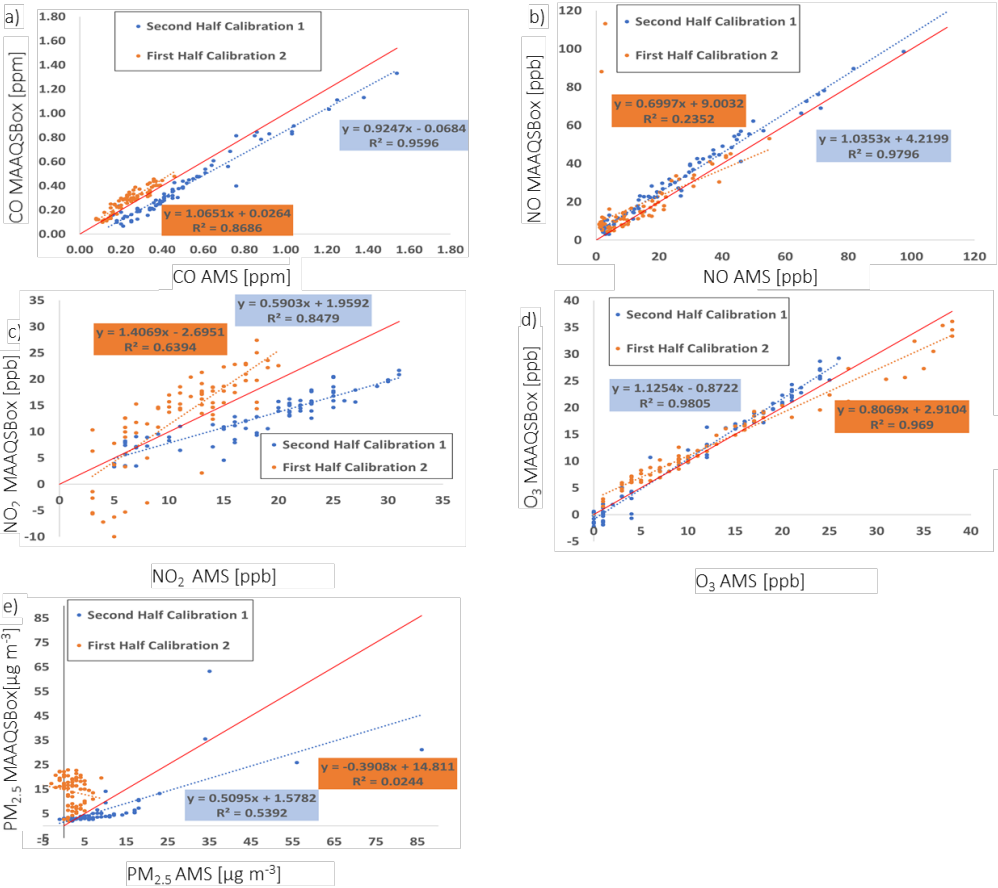 a)
CO MAAQSBox [ppm]
1.80
1.60
1.40
1.20
1.00
0.80
0.60
0.40
0.20
0.00
Second Half Calibration 1
First Half Calibration 2
y = 0.9247x - 0.0684
R² = 0.9596
y = 1.0651x + 0.0264
R² = 0.8686
0.00 0.20 0.40 0.60 0.80 1.00 1.20 1.40 1.60 1.80
CO AMS [ppm]
b)
NO MAAQSBox [ppb]
120
100
80
60
40
20
0
Second Half Calibration 1
First Half Calibration 2
y = 0.6997x + 9.0032
R² = 0.2352
y = 1.0353x + 4.2199
R² = 0.9796
0 20 40 60 80 100 120
NO AMS [ppb]
c)
NO₂ MAAQSBox [ppb)
35
30
25
20
15
10
5
0
-5
-10
y = 0.5903x + 1.9592
R² = 0.8479
y = 1.4069x - 2.6951
R² = 0.6394
Second Half Calibration 1
First Half Calibration 2
0 5 10 15 20 25 30 35
NO₂ AMS [ppb]
d)
O₃ MAAQSBox [ppb]
40
35
30
25
20
15
10
5
0
-5
Second Half Calibration 1
First Half Calibration 2
y = 1.1254x - 0.8722
R² = 0.9805
y = 0.8069x + 2.9104
R² = 0.969
0 5 10 15 20 25 30 35 40
O₃ AMS [ppb]
e)
PM₂.₅ MAAQSBox[µg m⁻³]
85
75
65
55
45
35
25
15
5
-5
Second Half Calibration 1
First Half Calibration 2
y = -0.3908x + 14.811
R² = 0.0244
y = 0.5095x + 1.5782
R² = 0.5392
-5 5 15 25 35 45 55 65 75 85
PM₂.₅ AMS [µg m⁻³]